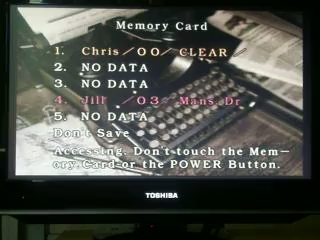 Memory Card
1. Chris／00／ CLEAR
2. NO DATA
3. NO DATA
4. Jill ／03／ Mans. Dr
5. NO DATA
Don't Save
Accessing. Don't touch the Mem-
ory Card or the POWER Button.
TOSHIBA